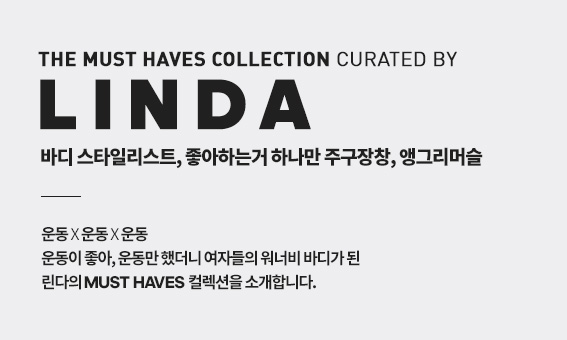 THE MUST HAVES COLLECTION CURATED BY
LINDA
바디 스타일리스트, 좋아하는거 하나만 주구장창, 앵그리머슬
운동 X 운동 X 운동
운동이 좋아, 운동만 했더니 여자들의 워너비 바디가 된
린다의 MUST HAVES 컬렉션을 소개합니다.